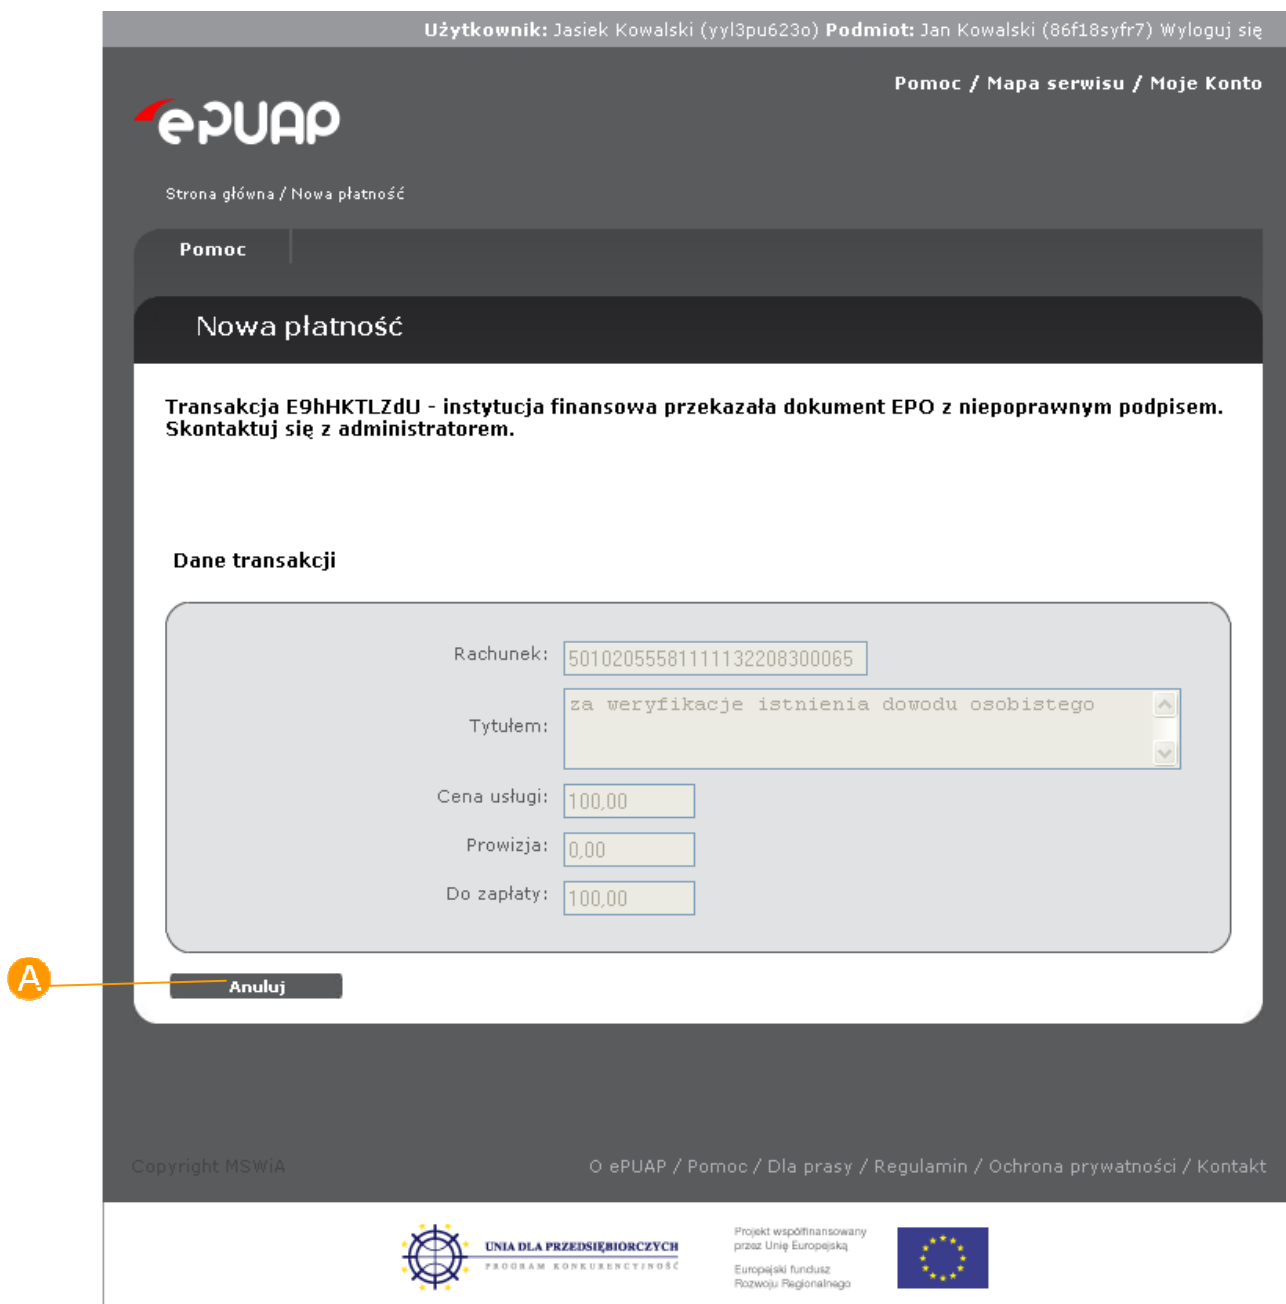 Użytkownik: Jasiek Kowalski (yyl3pu623o) Podmiot: Jan Kowalski (86f18syfr7) Wyloguj się
Pomoc / Mapa serwisu / Moje Konto
ePUAP
Strona główna / Nowa płatność
Pomoc
Nowa płatność
Transakcja E9hHKTLZdU - instytucja finansowa przekazała dokument EPO z niepoprawnym podpisem.
Skontaktuj się z administratorem.
Dane transakcji
Rachunek: 50102055581111132208300065
Tytułem: za weryfikacje istnienia dowodu osobistego
Cena usługi: 100,00
Prowizja: 0,00
Do zapłaty: 100,00
A
Anuluj
Copyright MSWiA
O ePUAP / Pomoc / Dla prasy / Regulamin / Ochrona prywatności / Kontakt
UNIA DLA PRZEDSIĘBIORCZYCH
PROGRAM KONKURENCYJNOŚĆ
Projekt współfinansowany
przez Unię Europejską
Europejski fundusz
Rozwoju Regionalnego